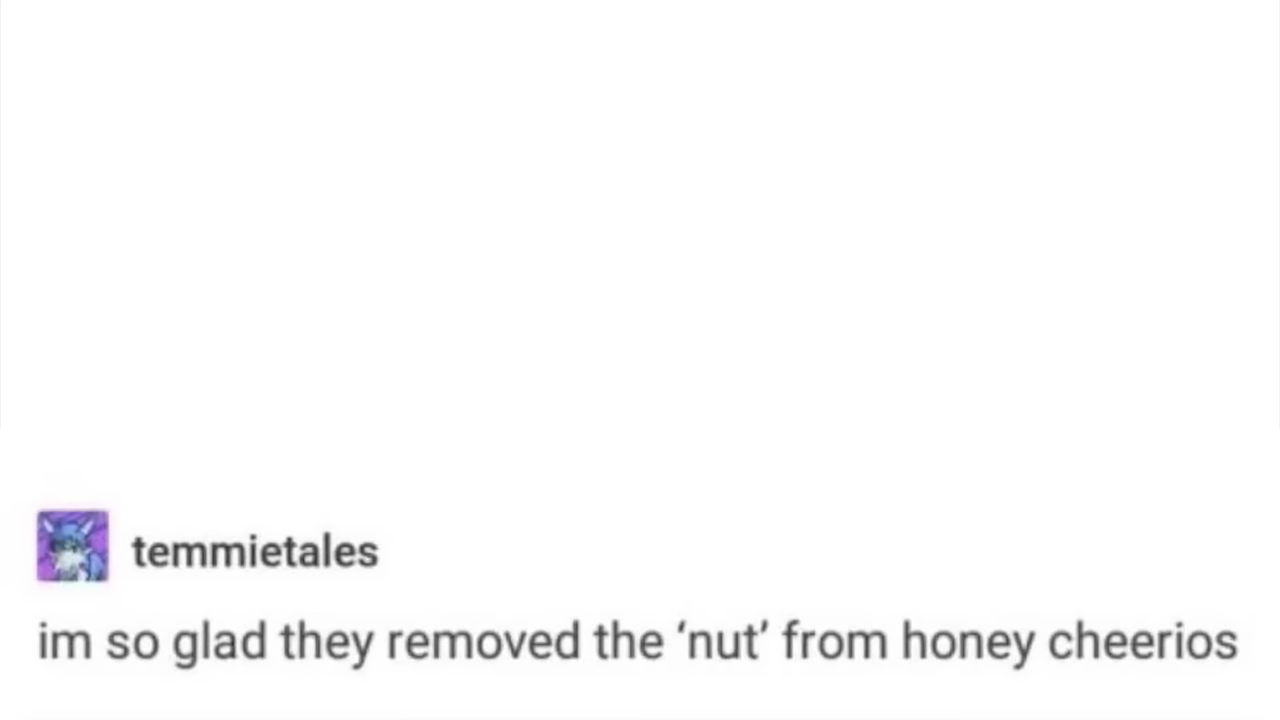 temmietales
im so glad they removed the ‘nut’ from honey cheerios